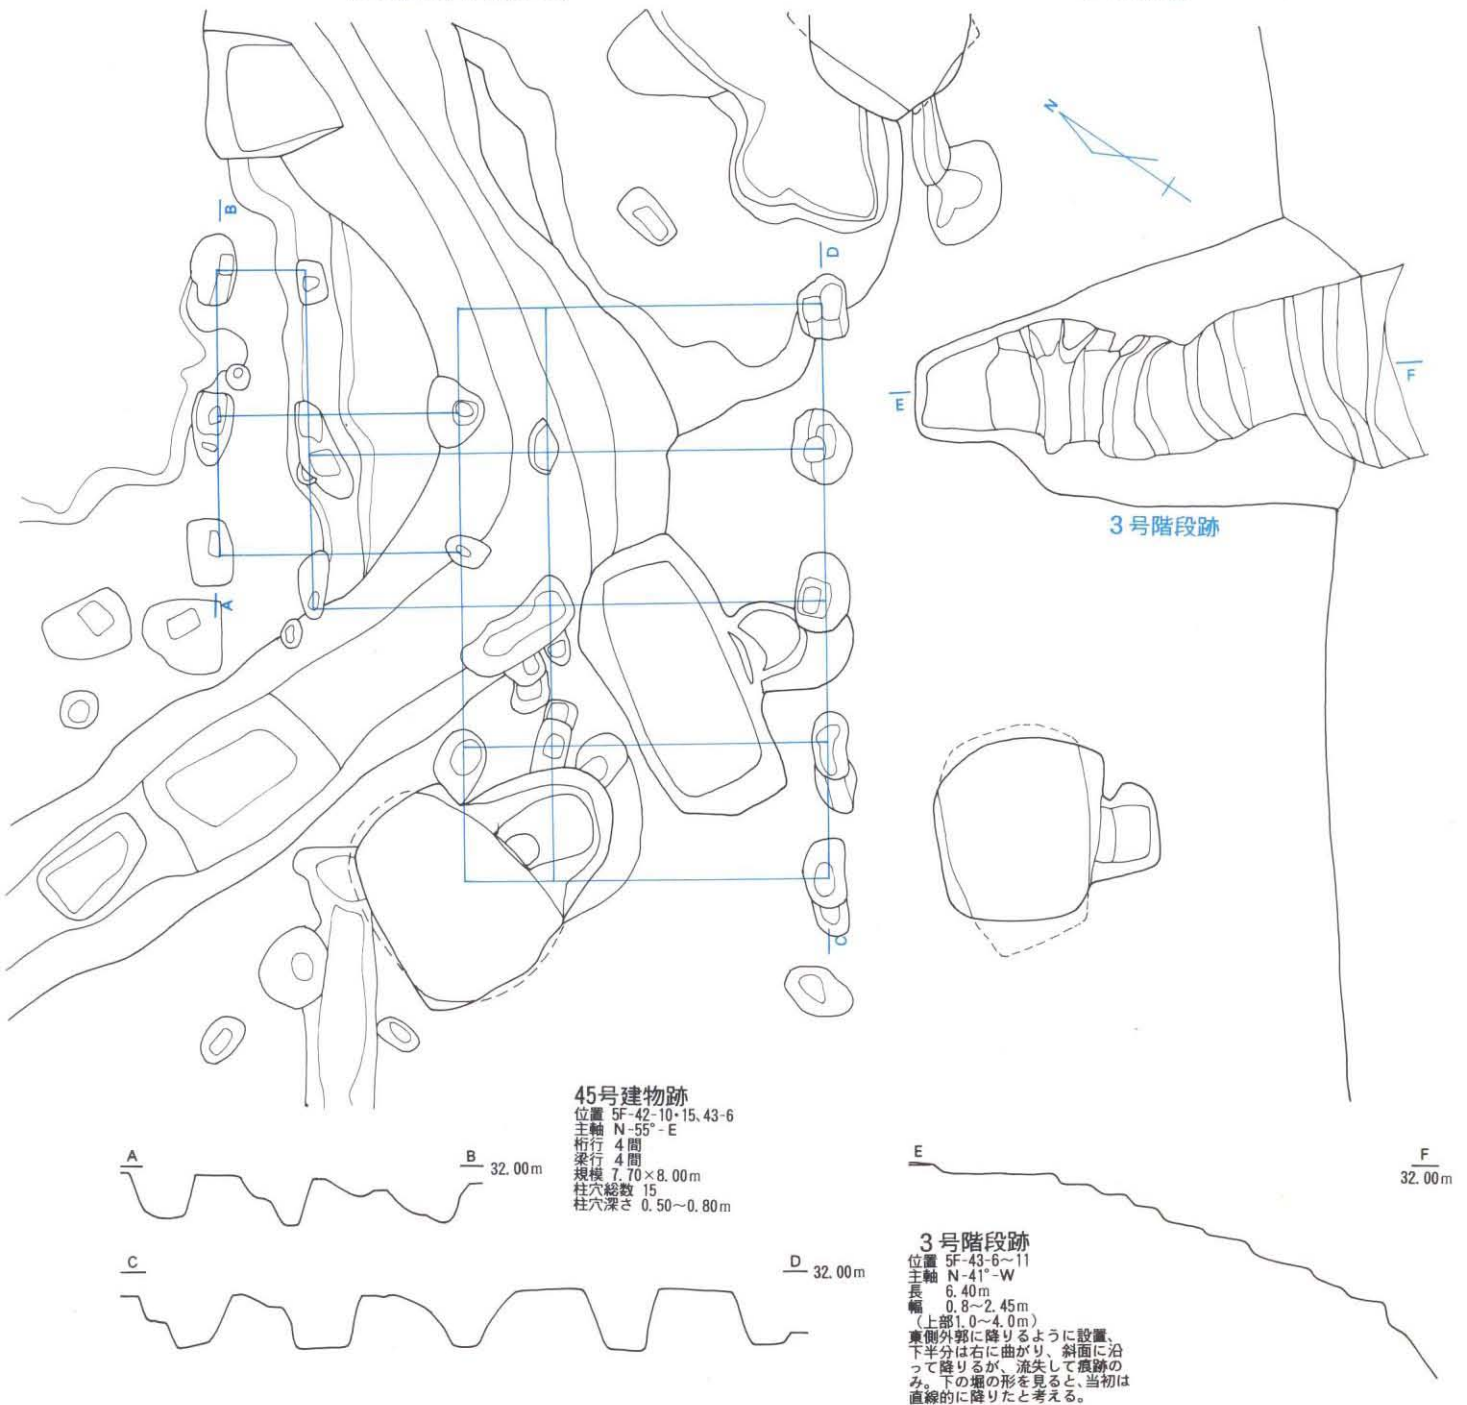 N
B
D
E
F
3号階段跡
A
C
45号建物跡
位置 5F-42-10・15、43-6
主軸 N-55°-E
桁行 4間
梁行 4間
規模 7.70×8.00m
柱穴総数 15
柱穴深さ 0.50～0.80m
A
B 32.00m
C
D 32.00m
E
F
32.00m
3号階段跡
位置 5F-43-6～11
主軸 N-41°-W
長 6.40m
幅 0.8～2.45m
（上部1.0～4.0m）
東側外郭に降りるように設置、
下半分は右に曲がり、斜面に沿
って降りるが、流失して痕跡の
み。下の堀の形を見ると、当初は
直線的に降りたと考える。